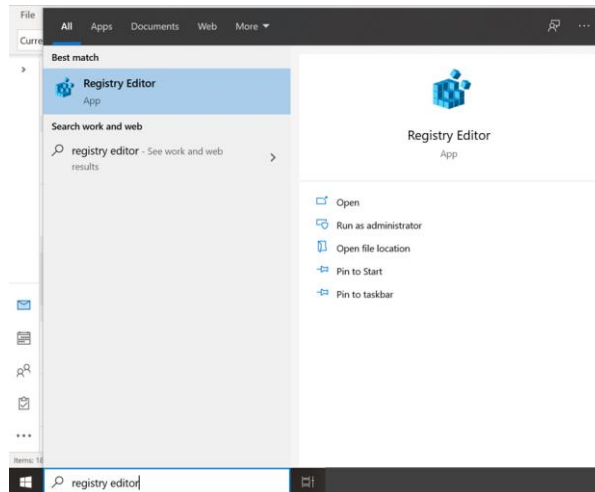 File
Curre
All Apps Documents Web More
Best match
Registry Editor
App
Search work and web
registry editor - See work and web
results
Registry Editor
App
Open
Run as administrator
Open file location
Pin to Start
Pin to taskbar
Items: 18
registry editor